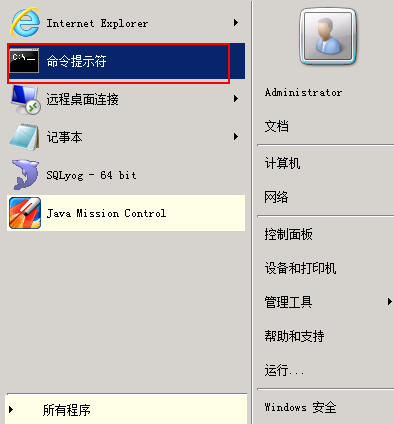 Internet Explorer
C:\
命令提示符
远程桌面连接
记事本
SQLyog - 64 bit
Java Mission Control
所有程序
Administrator
文档
计算机
网络
控制面板
设备和打印机
管理工具
帮助和支持
运行...
Windows 安全